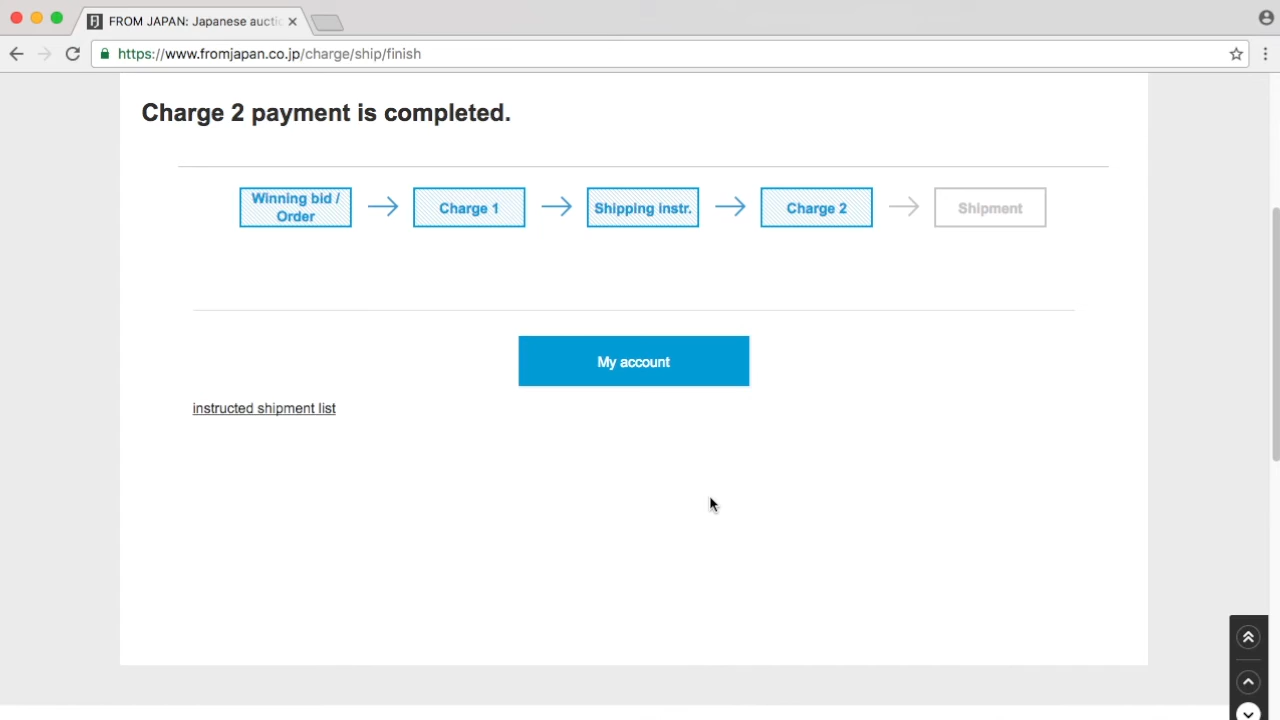 FROM JAPAN: Japanese aucti
https://www.fromjapan.co.jp/charge/ship/finish
Charge 2 payment is completed.
Winning bid /
Order
Charge 1
Shipping instr.
Charge 2
Shipment
My account
instructed shipment list